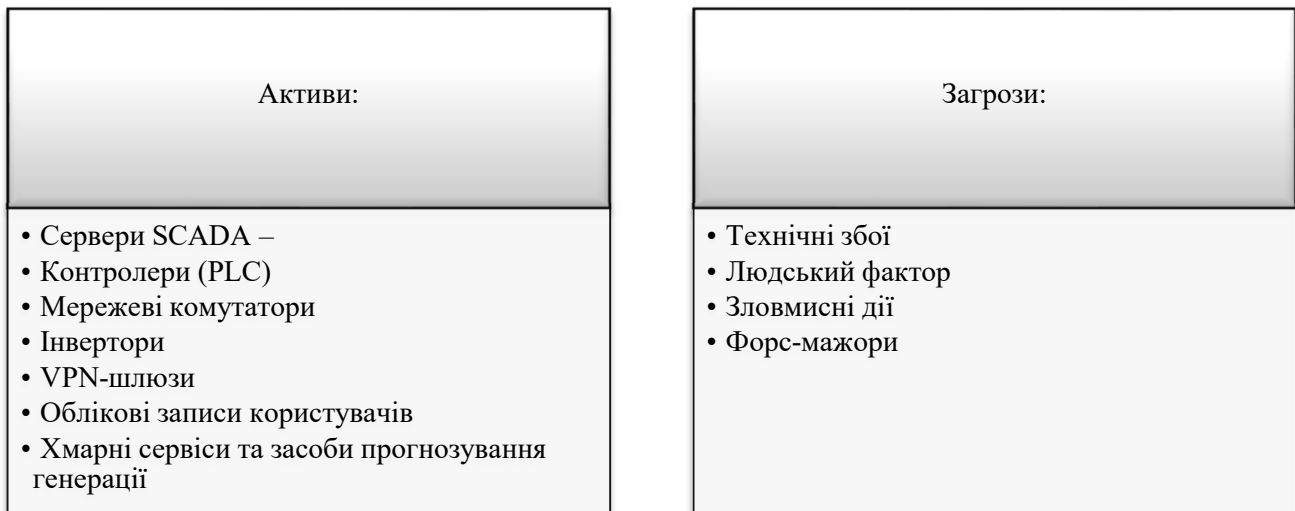 Активи:
• Сервери SCADA –
• Контролери (PLC)
• Мережеві комутатори
• Інвертори
• VPN-шлюзи
• Облікові записи користувачів
• Хмарні сервіси та засоби прогнозування
генерації
Загрози:
• Технічні збої
• Людський фактор
• Зловмисні дії
• Форс-мажори